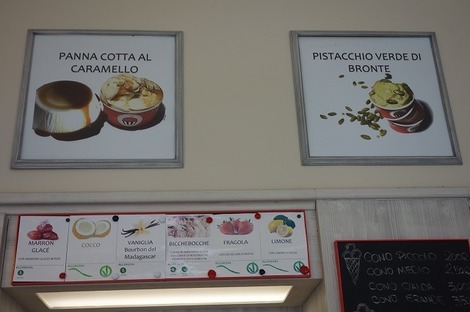 PANNA COTTA AL
CARAMELLO
PISTACCHIO VERDE DI
BRONTE
MARRON
GLACÉ
COCCO
VANIGLIA
Bourbon del
Madagascar
BICCHEBOCCHE
FRAGOLA
LIMONE
CONO PICCOLO
CONO MEDIO
CONO CIALDA
CONO GRANDE